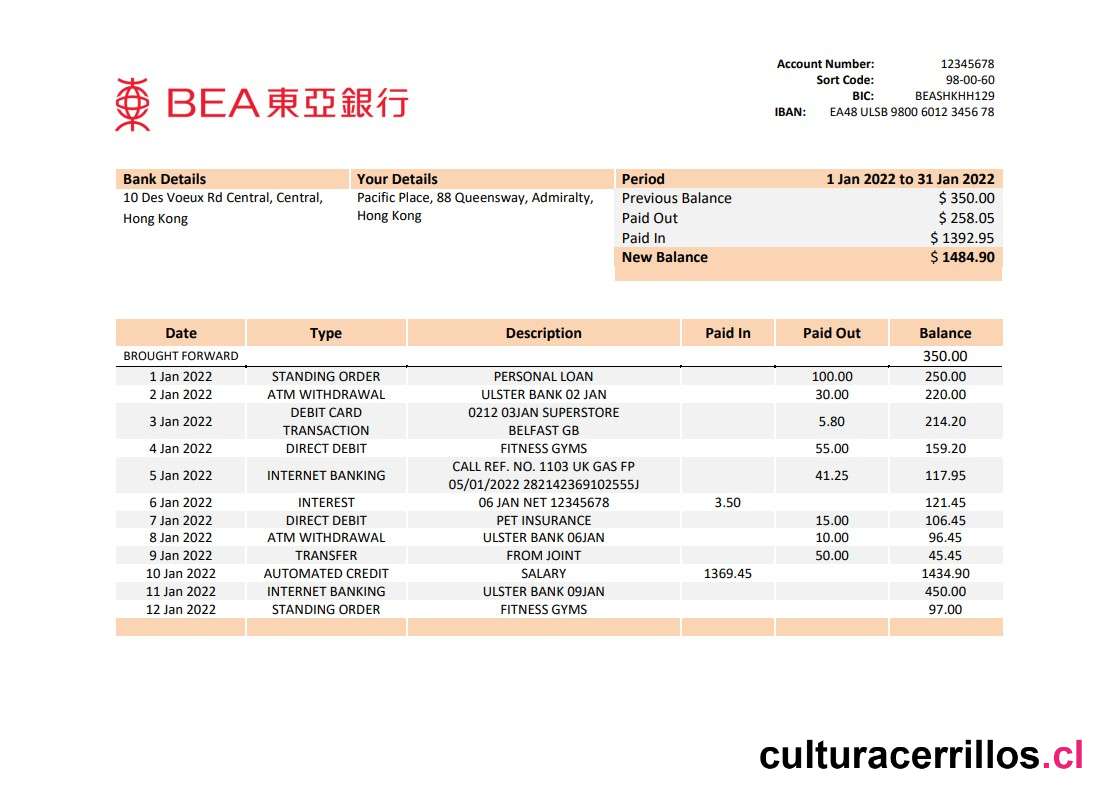 Account Number: 12345678
Sort Code: 98-00-60
BIC: BEASHKHH129
IBAN: EA48 ULSB 9800 6012 3456 78
BEA東亞銀行
Bank Details Your Details Period 1 Jan 2022 to 31 Jan 2022
10 Des Voeux Rd Central, Central, Pacific Place, 88 Queensway, Admiralty, Previous Balance $ 350.00
Hong Kong Hong Kong Paid Out $ 258.05
Paid In $ 1392.95
New Balance $ 1484.90
Date Type Description Paid In Paid Out Balance
BROUGHT FORWARD 350.00
1 Jan 2022 STANDING ORDER PERSONAL LOAN 100.00 250.00
2 Jan 2022 ATM WITHDRAWAL ULSTER BANK 02 JAN 30.00 220.00
3 Jan 2022 DEBIT CARD 0212 03JAN SUPERSTORE 5.80 214.20
TRANSACTION BELFAST GB
4 Jan 2022 DIRECT DEBIT FITNESS GYMS 55.00 159.20
5 Jan 2022 INTERNET BANKING CALL REF. NO. 1103 UK GAS FP 41.25 117.95
05/01/2022 282142369102555J
6 Jan 2022 INTEREST 06 JAN NET 12345678 3.50 121.45
7 Jan 2022 DIRECT DEBIT PET INSURANCE 15.00 106.45
8 Jan 2022 ATM WITHDRAWAL ULSTER BANK 06JAN 10.00 96.45
9 Jan 2022 TRANSFER FROM JOINT 50.00 45.45
10 Jan 2022 AUTOMATED CREDIT SALARY 1369.45 1434.90
11 Jan 2022 INTERNET BANKING ULSTER BANK 09JAN 450.00
12 Jan 2022 STANDING ORDER FITNESS GYMS 97.00
culturacerrillos.cl